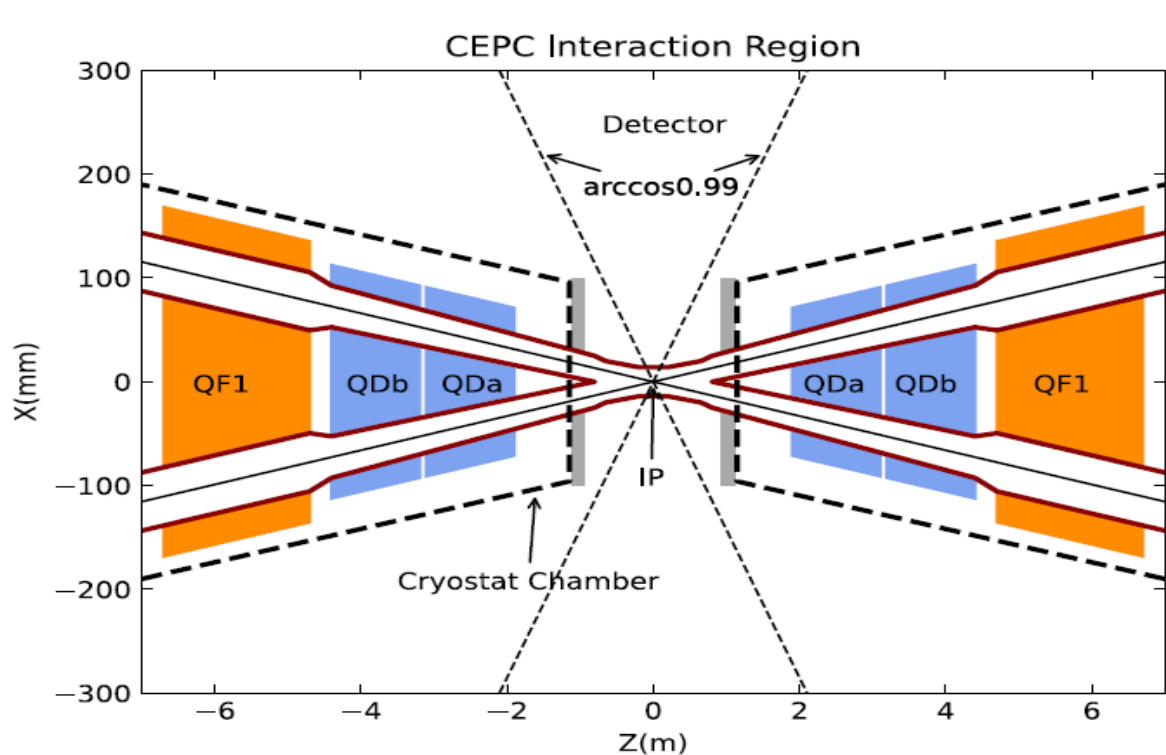 CEPC Interaction Region
300
200
100
0
−100
−200
−300
X(mm)
Detector
arccos0.99
QF1
QDb
QDa
QDa
QDb
QF1
IP
Cryostat Chamber
−6
−4
−2
0
2
4
6
Z(m)